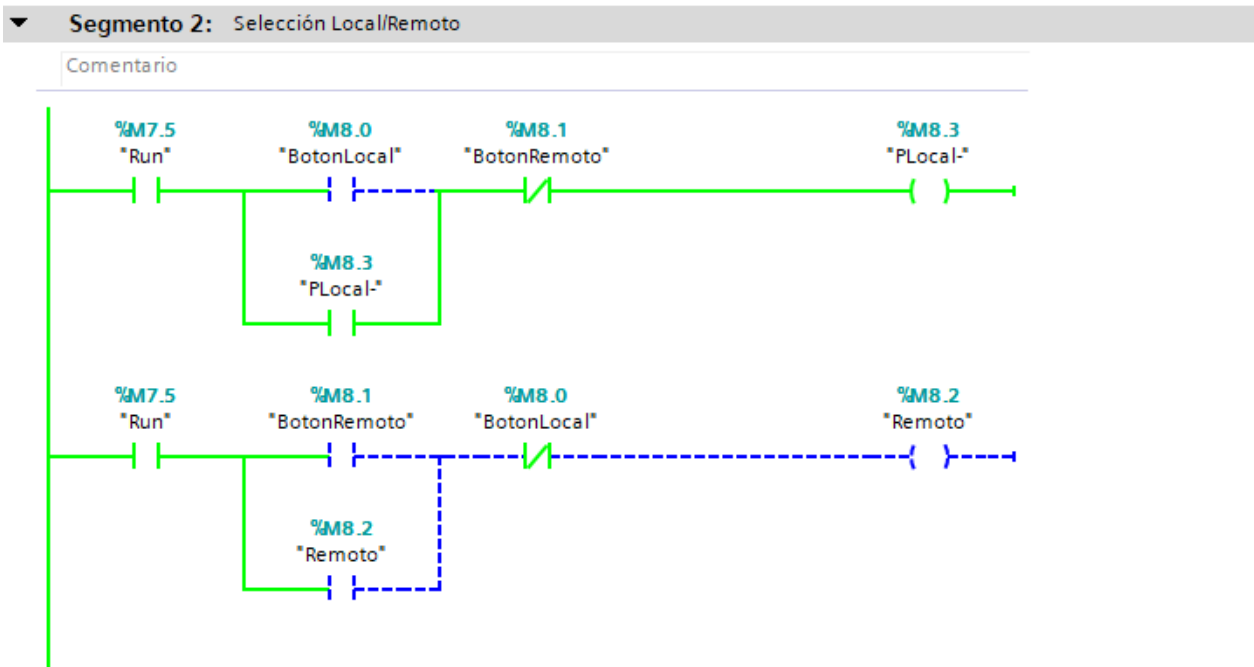 Segmento 2: Selección Local/Remoto
Comentario
%M7.5 %M8.0 %M8.1 %M8.3
"Run" "BotonLocal" "BotonRemoto" "PLocal-"
%M8.3
"PLocal-"
%M7.5 %M8.1 %M8.0 %M8.2
"Run" "BotonRemoto" "BotonLocal" "Remoto"
%M8.2
"Remoto"